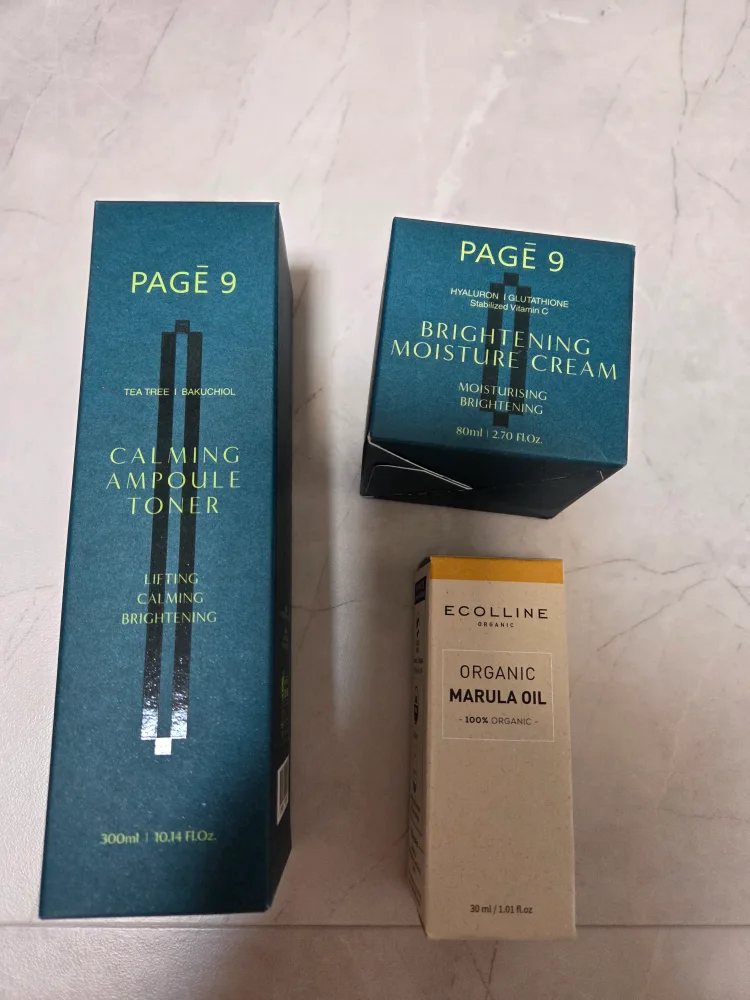 PAGĒ 9
TEA TREE | BAKUCHIOL
CALMING
AMPOULE
TONER
LIFTING
CALMING
BRIGHTENING
300ml | 10.14 Fl.Oz.
PAGĒ 9
HYALURON | GLUTATHIONE
Stabilized Vitamin C
BRIGHTENING
MOISTURE CREAM
MOISTURISING
BRIGHTENING
80ml | 2.70 Fl.Oz.
ECOLLINE
ORGANIC
ORGANIC
MARULA OIL
- 100% ORGANIC -
30 ml / 1.01 fl.oz